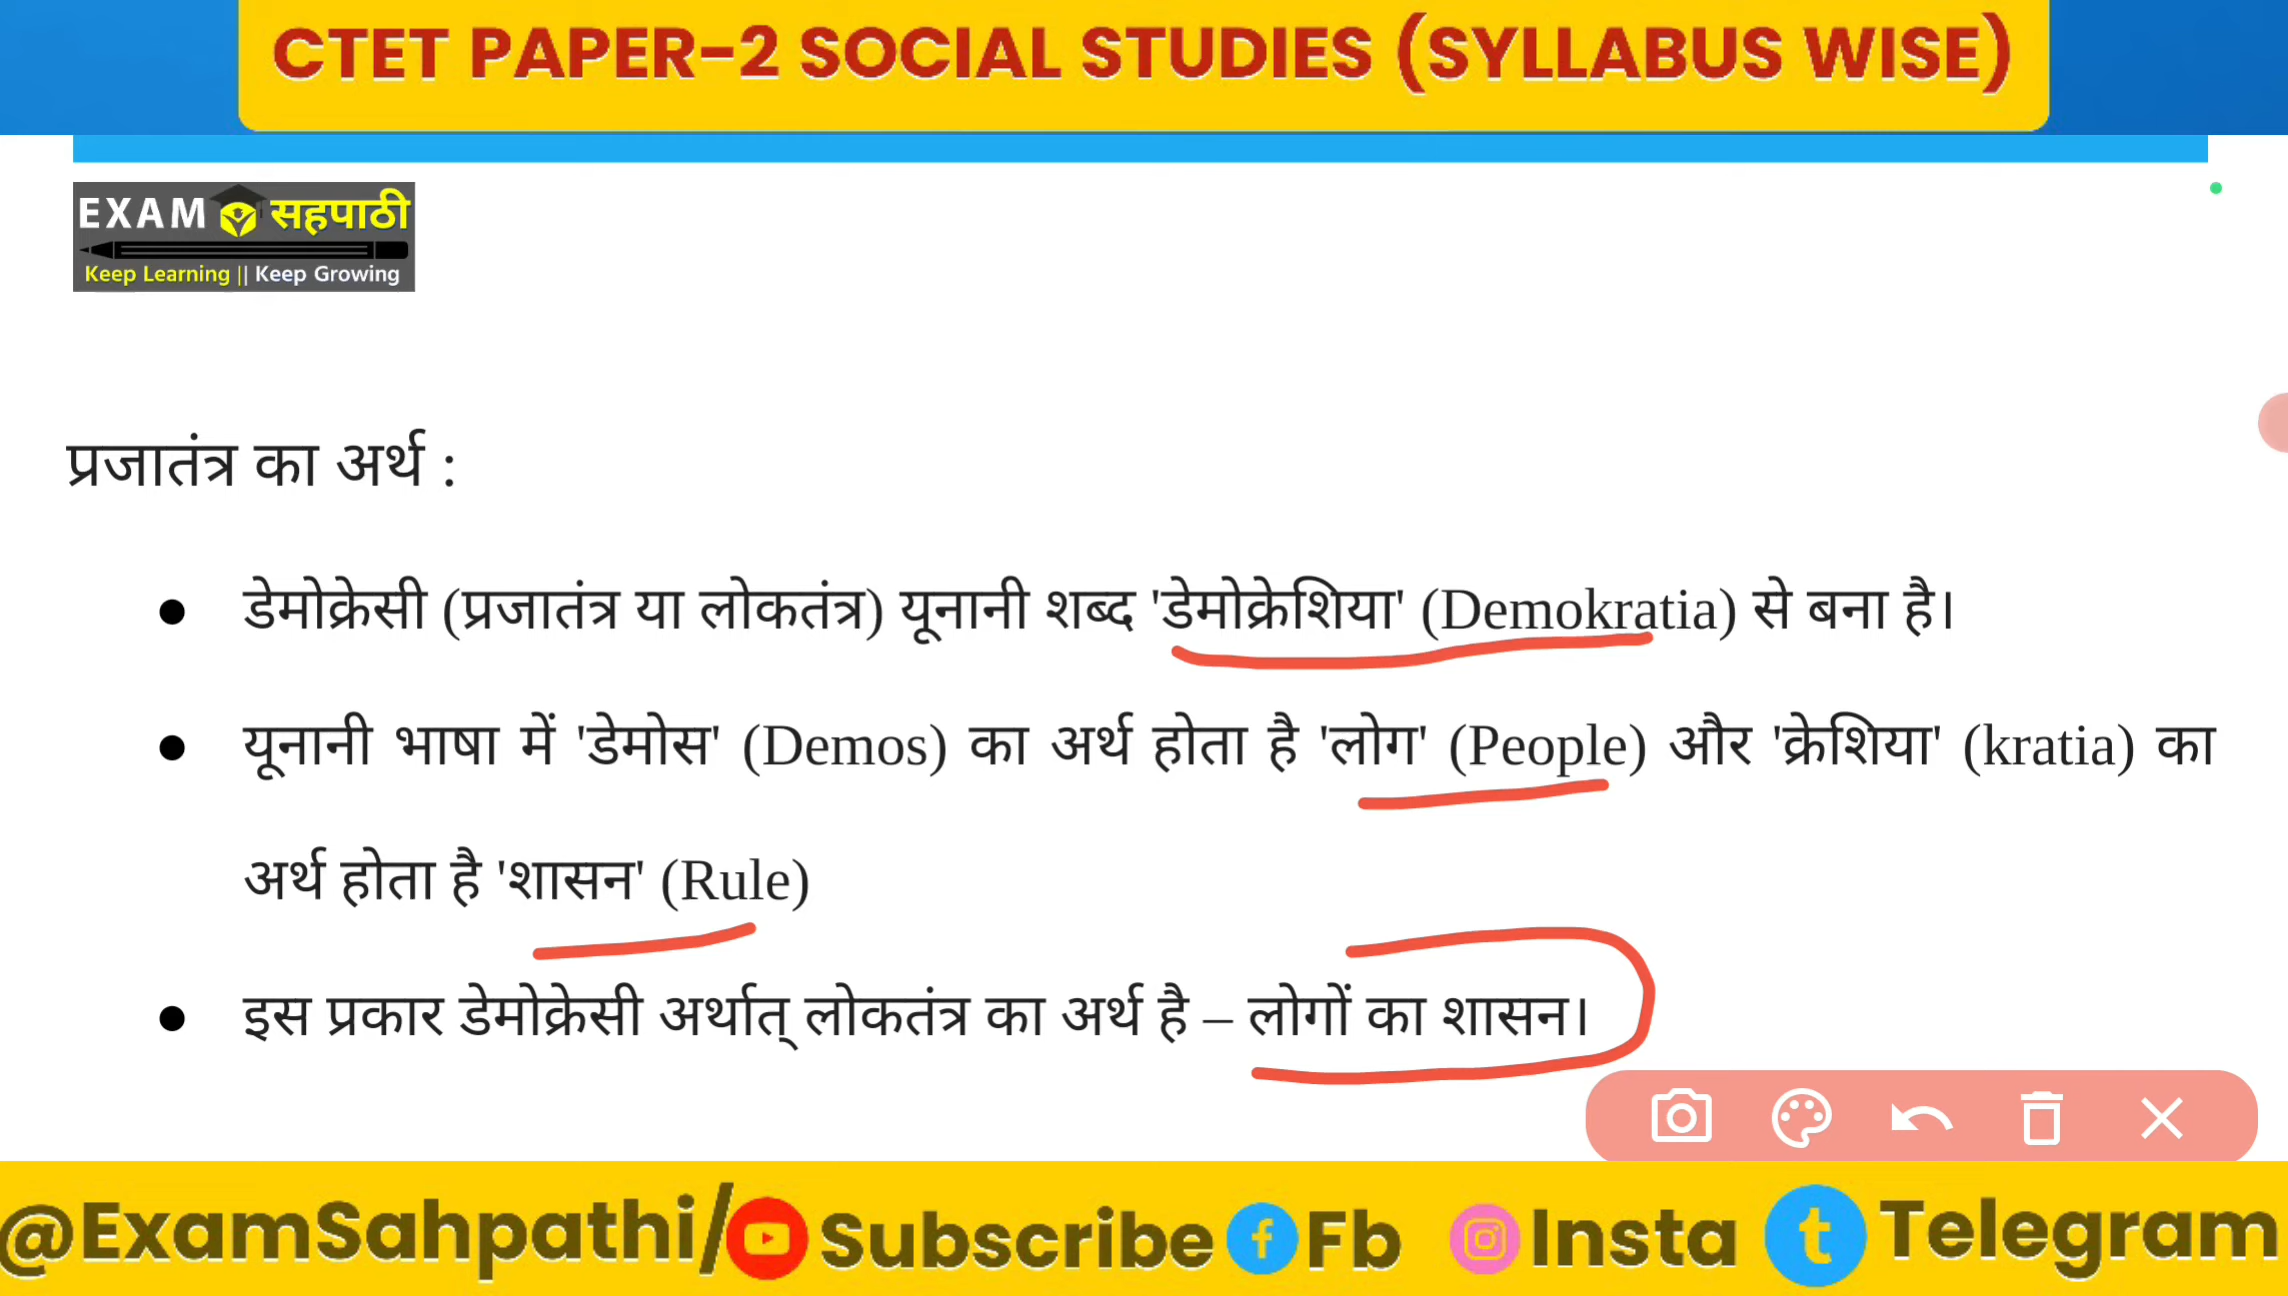 CTET PAPER-2 SOCIAL STUDIES (SYLLABUS WISE)
EXAM सहपाठी
Keep Learning || Keep Growing
प्रजातंत्र का अर्थ :
● डेमोक्रेसी (प्रजातंत्र या लोकतंत्र) यूनानी शब्द 'डेमोक्रेशिया' (Demokratia) से बना है।
● यूनानी भाषा में 'डेमोस' (Demos) का अर्थ होता है 'लोग' (People) और 'क्रेशिया' (kratia) का
अर्थ होता है 'शासन' (Rule)
● इस प्रकार डेमोक्रेसी अर्थात् लोकतंत्र का अर्थ है – लोगों का शासन।
@ExamSahpathi/ Subscribe f Fb Insta t Telegram